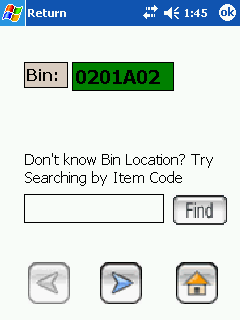 Return 1:45 ok
Bin: 0201A02
Don't know Bin Location? Try
Searching by Item Code
Find